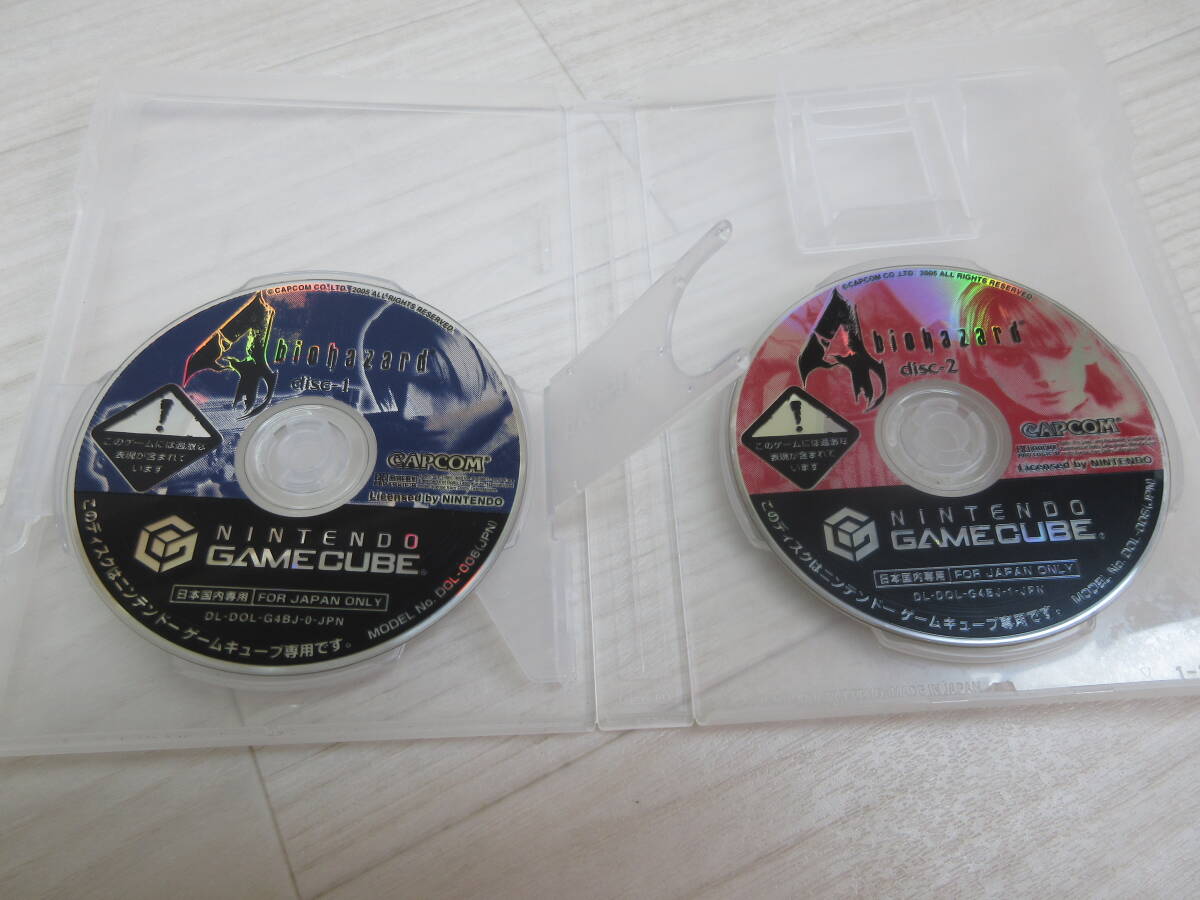 ©CAPCOM CO., LTD. 2005 ALL RIGHTS RESERVED.
4 biohazard
disc-1
!
このゲームには過激な
表現が含まれて
います
CAPCOM®
Licensed by NINTENDO
NINTENDO
GAMECUBE
日本国内専用 FOR JAPAN ONLY
DL-DOL-G4BJ-0-JPN
このディスクはニンテンドー ゲームキューブ専用です。
MODEL No. DOL-006(JPN)
©CAPCOM CO., LTD. 2005 ALL RIGHTS RESERVED.
4 biohazard
disc-2
!
このゲームには過激な
表現が含まれて
います
CAPCOM®
Licensed by NINTENDO
NINTENDO
GAMECUBE
日本国内専用 FOR JAPAN ONLY
DL-DOL-G4BJ-1-JPN
このディスクはニンテンドー ゲームキューブ専用です。
MODEL No. DOL-006(JPN)